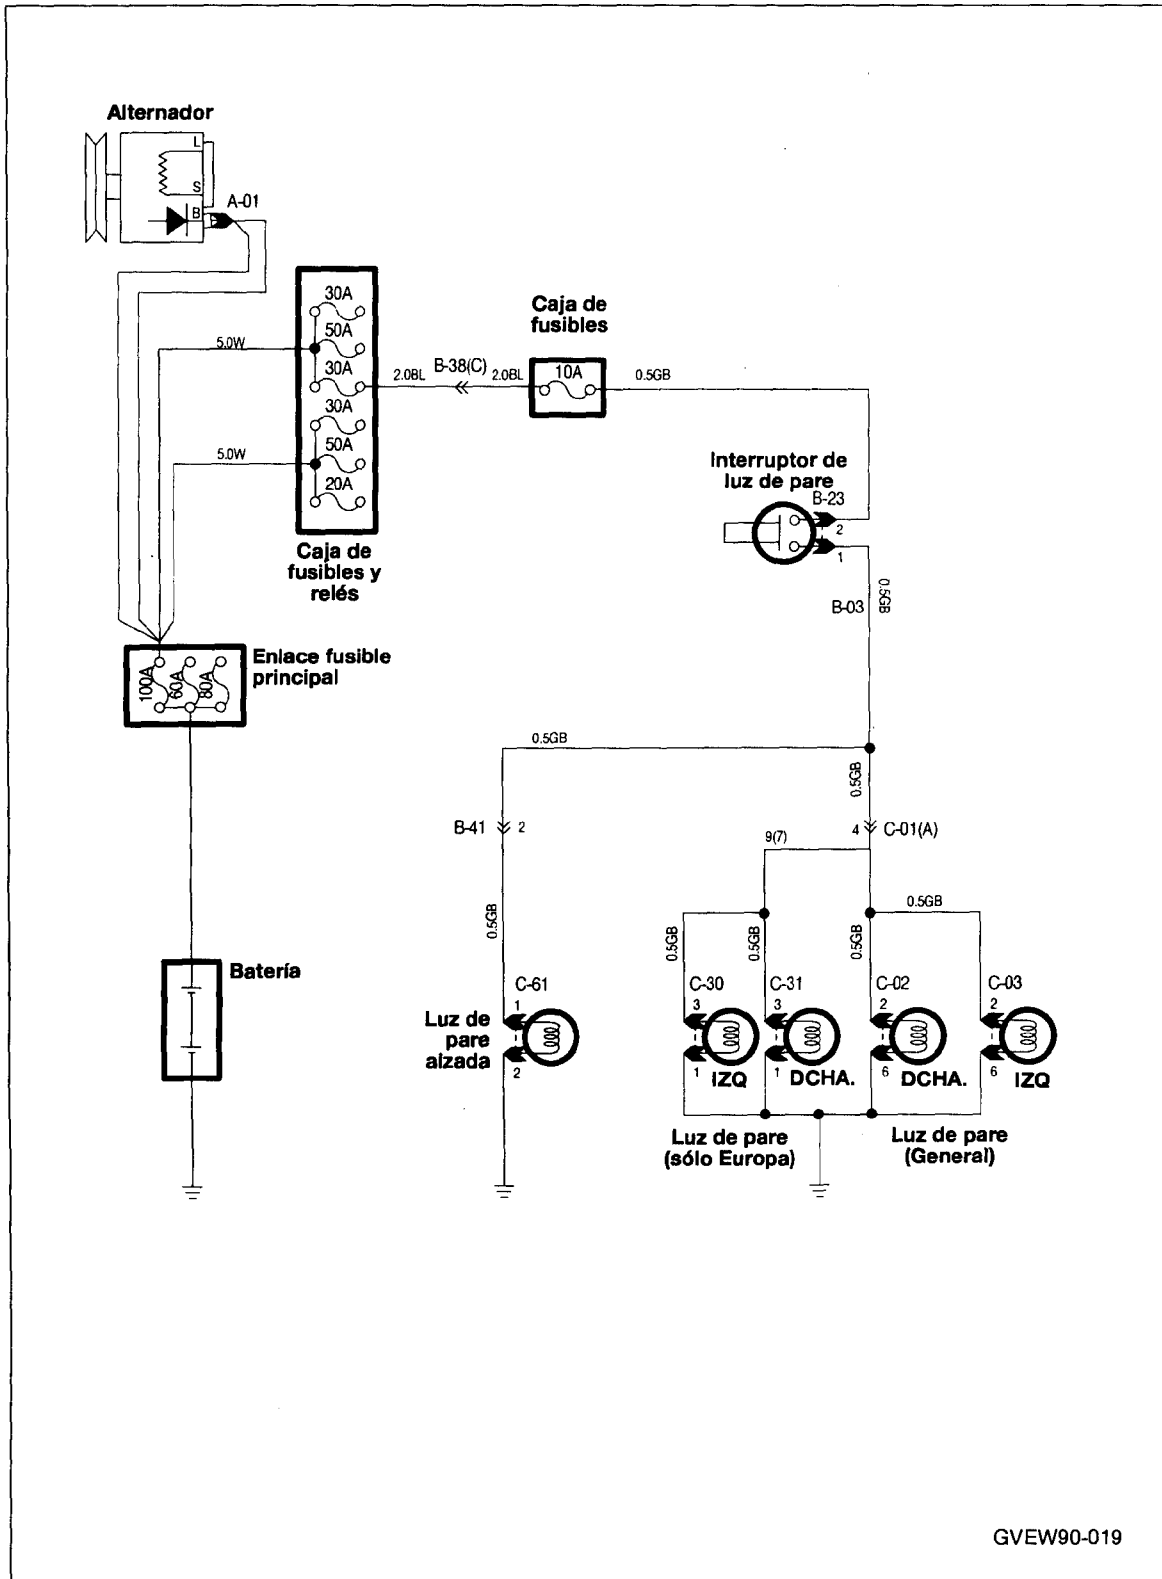 Alternador
L
S
B
A-01
30A
50A
30A
30A
50A
20A
5.0W
5.0W
2.0BL
B-38(C)
2.0BL
Caja de
fusibles
10A
0.5GB
Caja de
fusibles y
relés
Interruptor de
luz de pare
B-23
2
1
B-03
0.5GB
Enlace fusible
principal
100A
60A
80A
0.5GB
0.5GB
B-41
2
9(7)
4
C-01(A)
0.5GB
0.5GB
0.5GB
0.5GB
0.5GB
Batería
C-61
1
Luz de
pare
alzada
2
C-30
3
1
IZQ
C-31
3
1
DCHA.
C-02
2
6
DCHA.
C-03
2
6
IZQ
Luz de pare
(sólo Europa)
Luz de pare
(General)
GVEW90-019